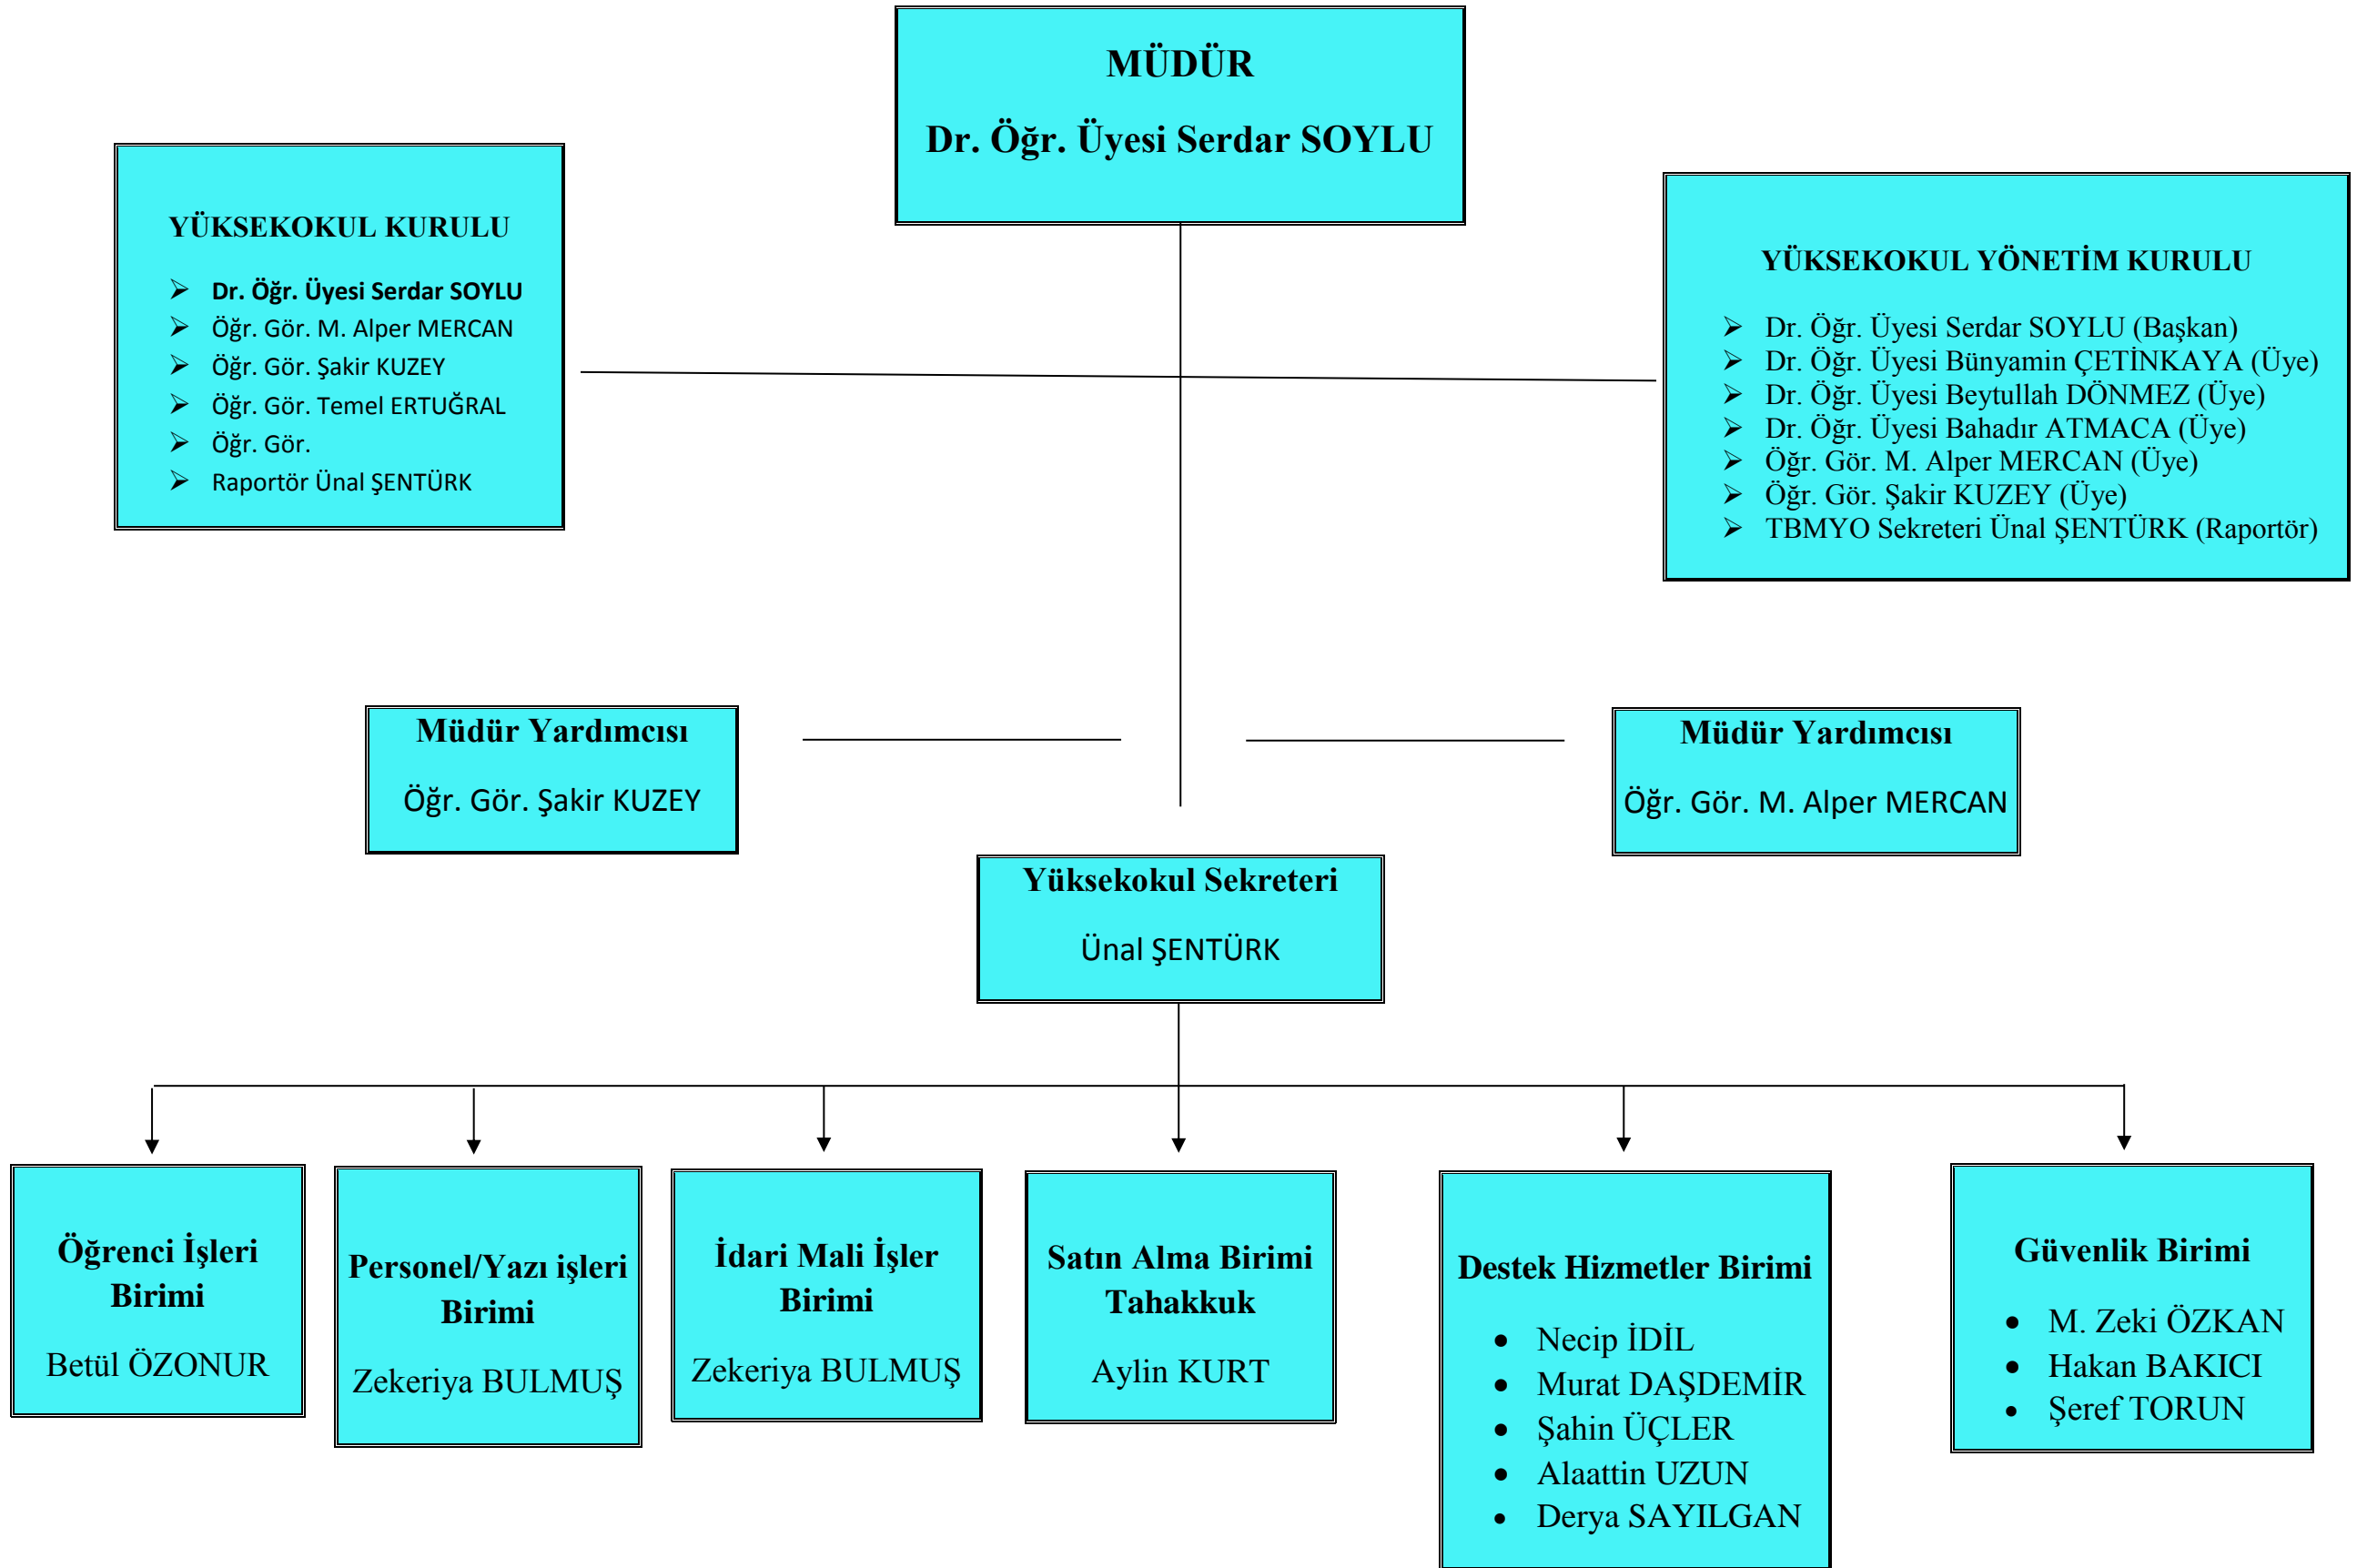 MÜDÜR
Dr. Öğr. Üyesi Serdar SOYLU
YÜKSEKOKUL KURULU
➢ Dr. Öğr. Üyesi Serdar SOYLU
➢ Öğr. Gör. M. Alper MERCAN
➢ Öğr. Gör. Şakir KUZEY
➢ Öğr. Gör. Temel ERTUĞRAL
➢ Öğr. Gör.
➢ Raportör Ünal ŞENTÜRK
YÜKSEKOKUL YÖNETİM KURULU
➢ Dr. Öğr. Üyesi Serdar SOYLU (Başkan)
➢ Dr. Öğr. Üyesi Bünyamin ÇETİNKAYA (Üye)
➢ Dr. Öğr. Üyesi Beytullah DÖNMEZ (Üye)
➢ Dr. Öğr. Üyesi Bahadır ATMACA (Üye)
➢ Öğr. Gör. M. Alper MERCAN (Üye)
➢ Öğr. Gör. Şakir KUZEY (Üye)
➢ TBMYO Sekreteri Ünal ŞENTÜRK (Raportör)
Müdür Yardımcısı
Öğr. Gör. Şakir KUZEY
Müdür Yardımcısı
Öğr. Gör. M. Alper MERCAN
Yüksekokul Sekreteri
Ünal ŞENTÜRK
Öğrenci İşleri
Birimi
Betül ÖZONUR
Personel/Yazı işleri
Birimi
Zekeriya BULMUŞ
İdari Mali İşler
Birimi
Zekeriya BULMUŞ
Satın Alma Birimi
Tahakkuk
Aylin KURT
Destek Hizmetler Birimi
• Necip İDİL
• Murat DAŞDEMİR
• Şahin ÜÇLER
• Alaattin UZUN
• Derya SAYILGAN
Güvenlik Birimi
• M. Zeki ÖZKAN
• Hakan BAKICI
• Şeref TORUN